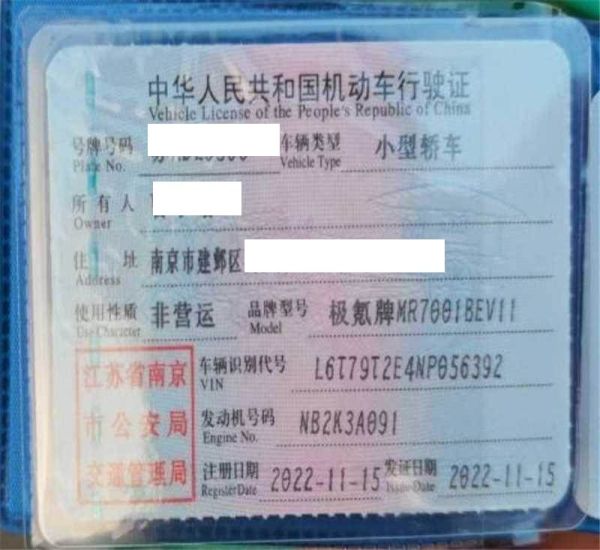 中华人民共和国机动车行驶证
Vehicle License of the People's Republic of China
号牌号码 车辆类型 小型轿车
Plate No. Vehicle Type
所有人
Owner
住址 南京市建邺区
Address
使用性质 非营运 品牌型号 极氪牌MR7001BEV11
Use Character Model
江苏省南京 车辆识别代号 L6T79T2E4NP056392
VIN
市公安局 发动机号码 NB2K3A091
Engine No.
交通管理局 注册日期 2022-11-15 发证日期 2022-11-15
Register Date Issue Date